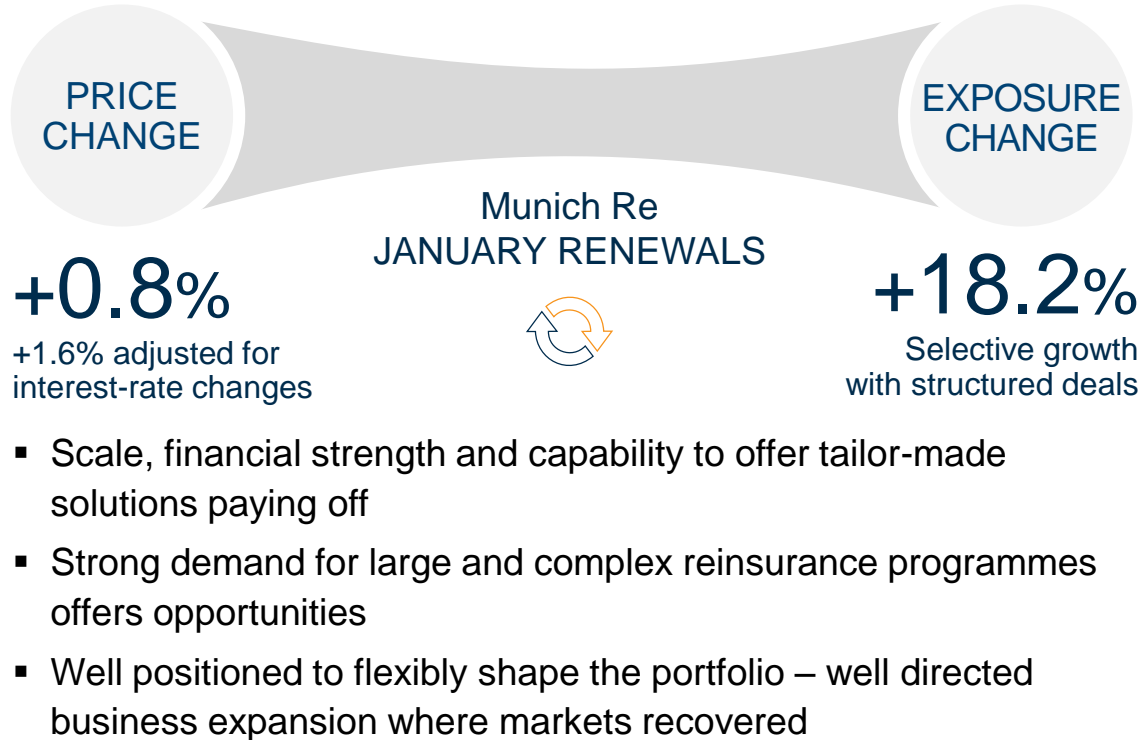 PRICE
CHANGE
EXPOSURE
CHANGE
Munich Re
JANUARY RENEWALS
+0.8%
+1.6% adjusted for
interest-rate changes
+18.2%
Selective growth
with structured deals
▪ Scale, financial strength and capability to offer tailor-made
solutions paying off
▪ Strong demand for large and complex reinsurance programmes
offers opportunities
▪ Well positioned to flexibly shape the portfolio – well directed
business expansion where markets recovered